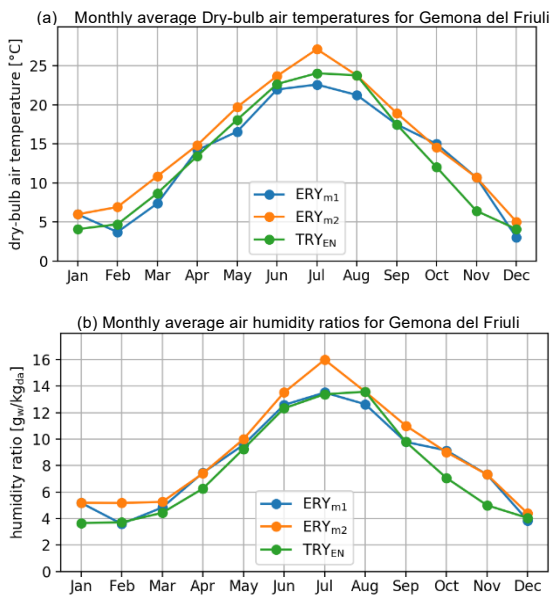 (a) Monthly average Dry-bulb air temperatures for Gemona del Friuli
dry-bulb air temperature [°C]
25
20
15
10
5
0
ERYm1
ERYm2
TRYEN
Jan Feb Mar Apr May Jun Jul Aug Sep Oct Nov Dec
(b) Monthly average air humidity ratios for Gemona del Friuli
humidity ratio [gw/kgda]
16
14
12
10
8
6
4
2
0
ERYm1
ERYm2
TRYEN
Jan Feb Mar Apr May Jun Jul Aug Sep Oct Nov Dec